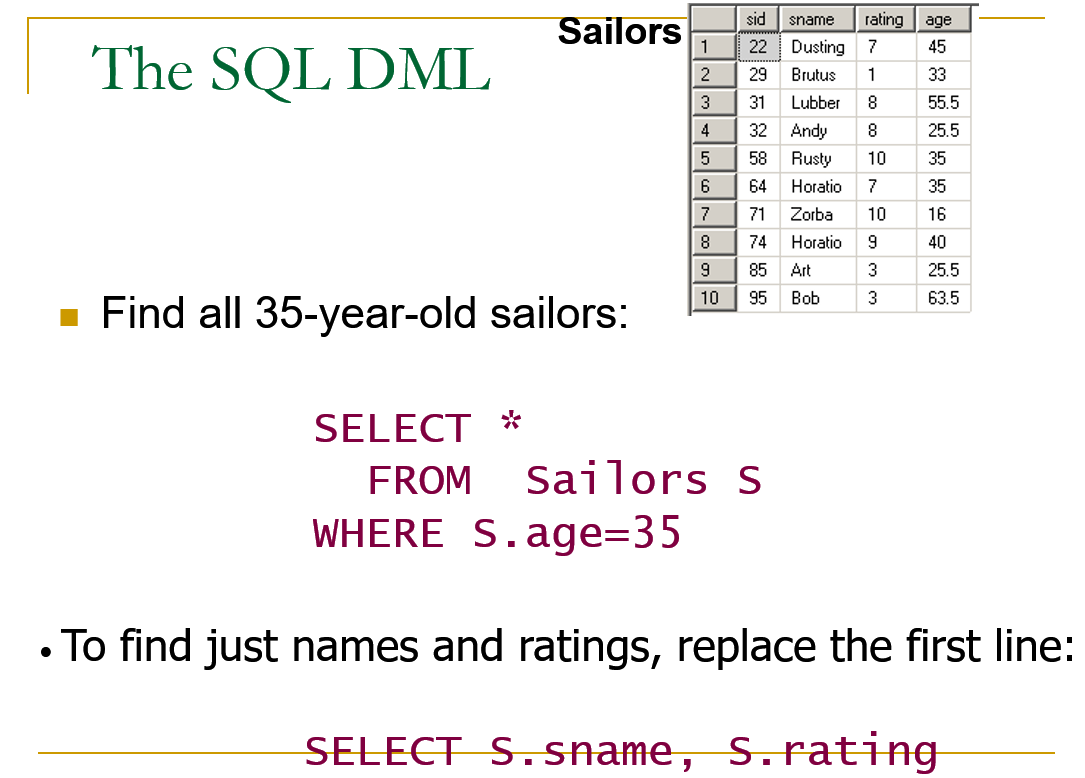 The SQL DML
Sailors
sid sname rating age
1 22 Dusting 7 45
2 29 Brutus 1 33
3 31 Lubber 8 55.5
4 32 Andy 8 25.5
5 58 Rusty 10 35
6 64 Horatio 7 35
7 71 Zorba 10 16
8 74 Horatio 9 40
9 85 Art 3 25.5
10 95 Bob 3 63.5
Find all 35-year-old sailors:
SELECT *
FROM Sailors S
WHERE S.age=35
• To find just names and ratings, replace the first line:
SELECT S.sname, S.rating